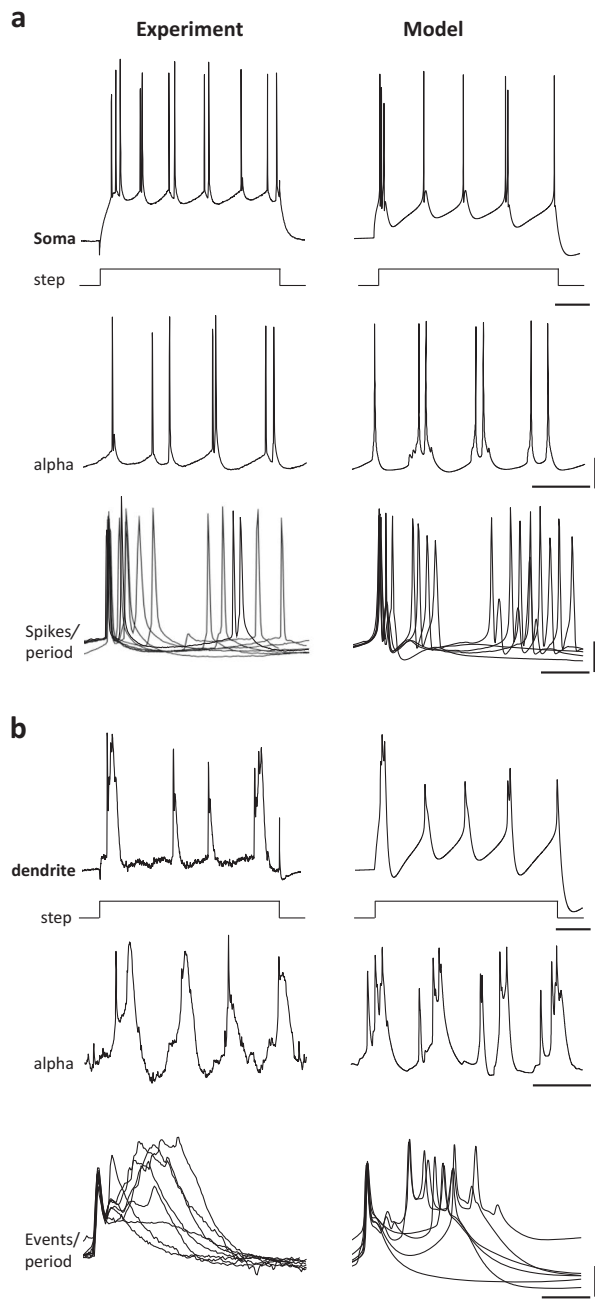 a
Experiment Model
Soma
step
alpha
Spikes/
period
b
dendrite
step
alpha
Events/
period